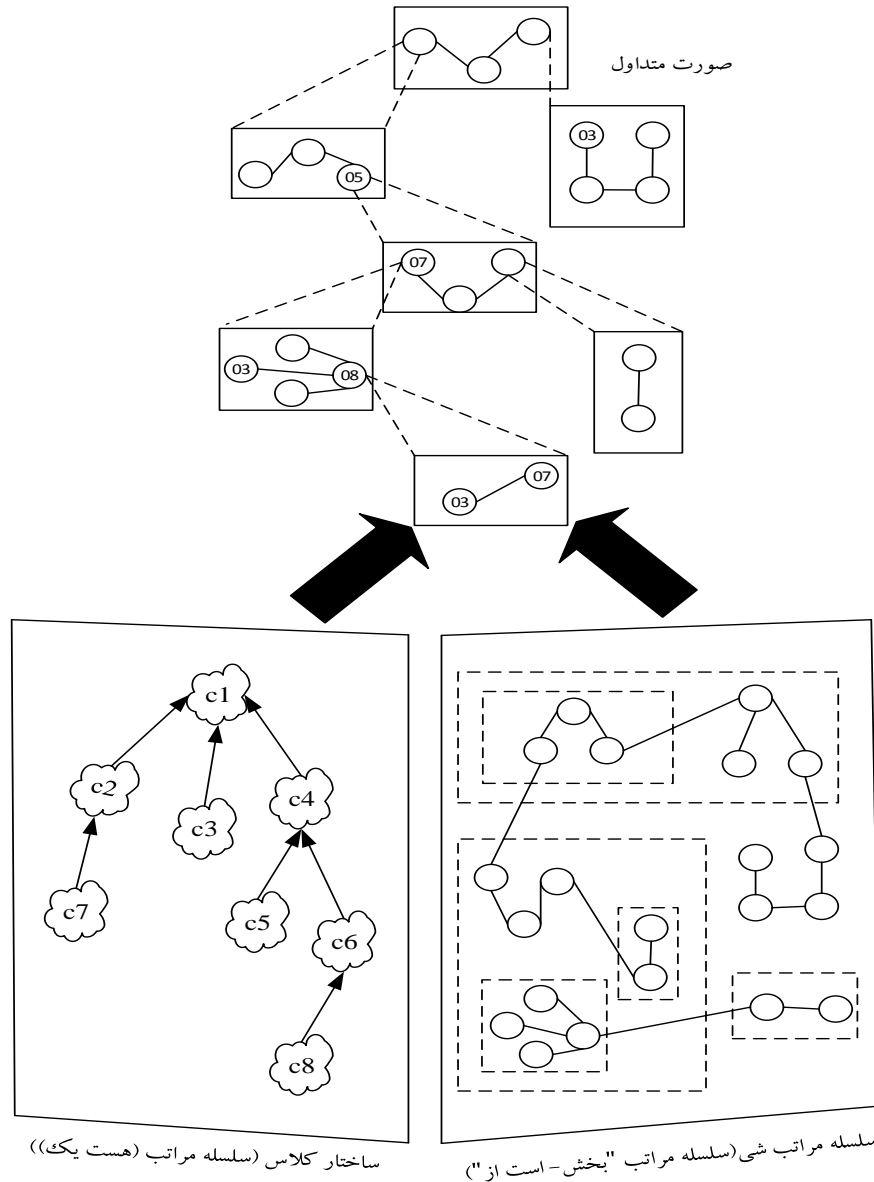 صورت متداول
03
05
07
03
08
03
07
c1
c2
c4
c3
c7
c5
c6
c8
ساختار کلاس (سلسله مراتب (هست یک))
سلسله مراتب شی(سلسله مراتب "بخش - است از")